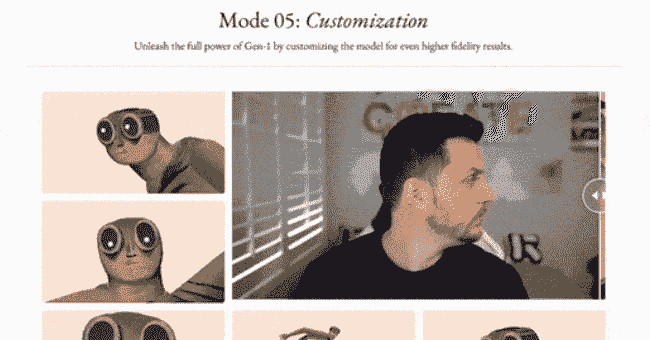 Mode 05: Customization
Unleash the full power of Gen-1 by customizing the model for even higher fidelity results.
CREATE